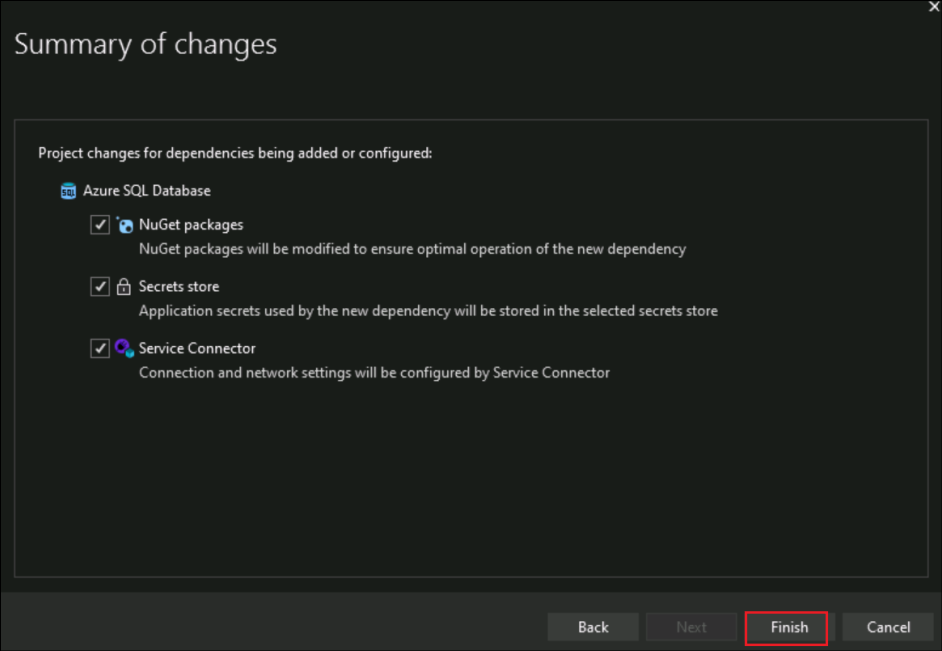 Summary of changes
Project changes for dependencies being added or configured:
SQL
Azure SQL Database
NuGet packages
NuGet packages will be modified to ensure optimal operation of the new dependency
Secrets store
Application secrets used by the new dependency will be stored in the selected secrets store
Service Connector
Connection and network settings will be configured by Service Connector
Back
Next
Finish
Cancel